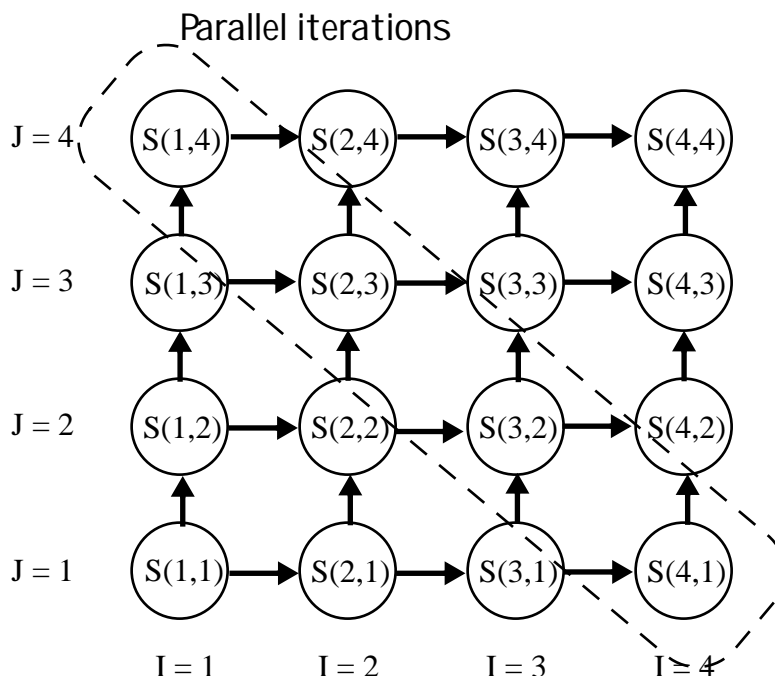 Parallel iterations
J = 4 S(1,4) S(2,4) S(3,4) S(4,4)
J = 3 S(1,3) S(2,3) S(3,3) S(4,3)
J = 2 S(1,2) S(2,2) S(3,2) S(4,2)
J = 1 S(1,1) S(2,1) S(3,1) S(4,1)
I = 1 I = 2 I = 3 I = 4